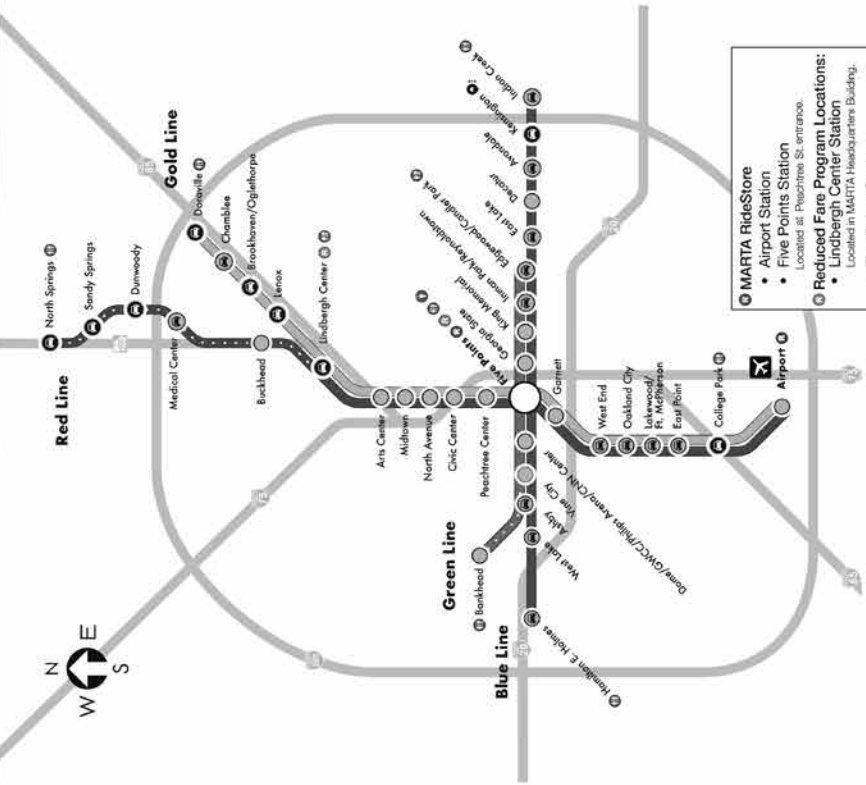 N
W E
S
Red Line
North Springs
Sandy Springs
Dunwoody
Medical Center
Buckhead
Gold Line
Doraville
Chamblee
Brookhaven/Oglethorpe
Lenox
Lindbergh Center
Arts Center
Midtown
North Avenue
Civic Center
Peachtree Center
Five Points
Georgia State
King Memorial
Inman Park/Reynoldstown
Edgewood/Candler Park
East Lake
Decatur
Avondale
Kensington
Indian Creek
Green Line
Bankhead
Blue Line
Hamilton E. Holmes
West Lake
Ashby
Vine City
Dome/GWCC/Philips Arena/CNN Center
Garnett
West End
Oakland City
Lakewood/
Ft. McPherson
East Point
College Park
Airport
75
20
20
MARTA RideStore
• Airport Station
• Five Points Station
Located at Peachtree St. entrance.
Reduced Fare Program Locations:
• Lindbergh Center Station
Located in MARTA Headquarters Building.